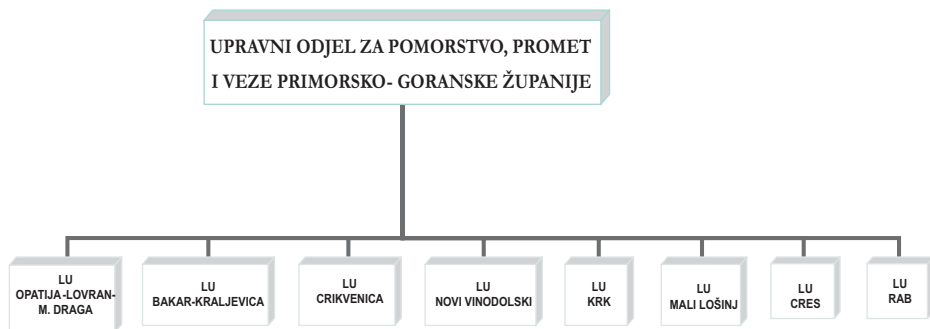 UPRAVNI ODJEL ZA POMORSTVO, PROMET
I VEZE PRIMORSKO- GORANSKE ŽUPANIJE
LU
OPATIJA-LOVRAN-
M. DRAGA
LU
BAKAR-KRALJEVICA
LU
CRIKVENICA
LU
NOVI VINODOLSKI
LU
KRK
LU
MALI LOŠINJ
LU
CRES
LU
RAB